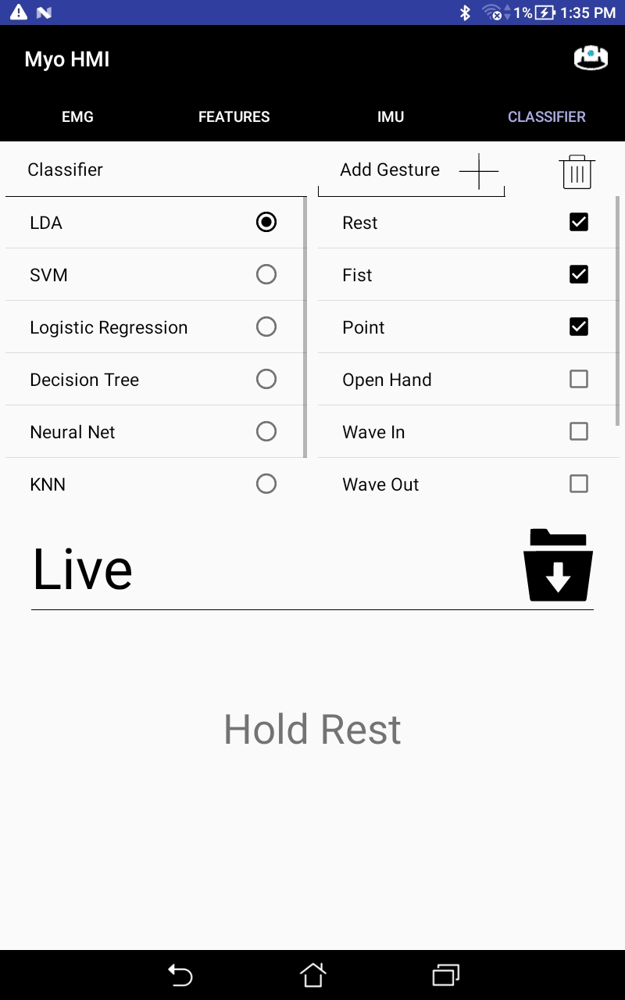 1% 1:35 PM
Myo HMI
EMG FEATURES IMU CLASSIFIER
Classifier Add Gesture
LDA Rest
SVM Fist
Logistic Regression Point
Decision Tree Open Hand
Neural Net Wave In
KNN Wave Out
Live
Hold Rest